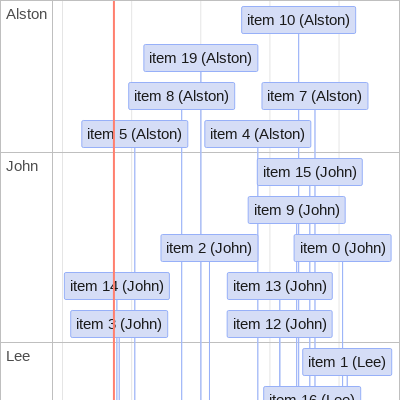 Alston
item 10 (Alston)
item 19 (Alston)
item 8 (Alston)
item 7 (Alston)
item 5 (Alston)
item 4 (Alston)
John
item 15 (John)
item 9 (John)
item 2 (John)
item 0 (John)
item 14 (John)
item 13 (John)
item 3 (John)
item 12 (John)
Lee
item 1 (Lee)
item 16 (Lee)